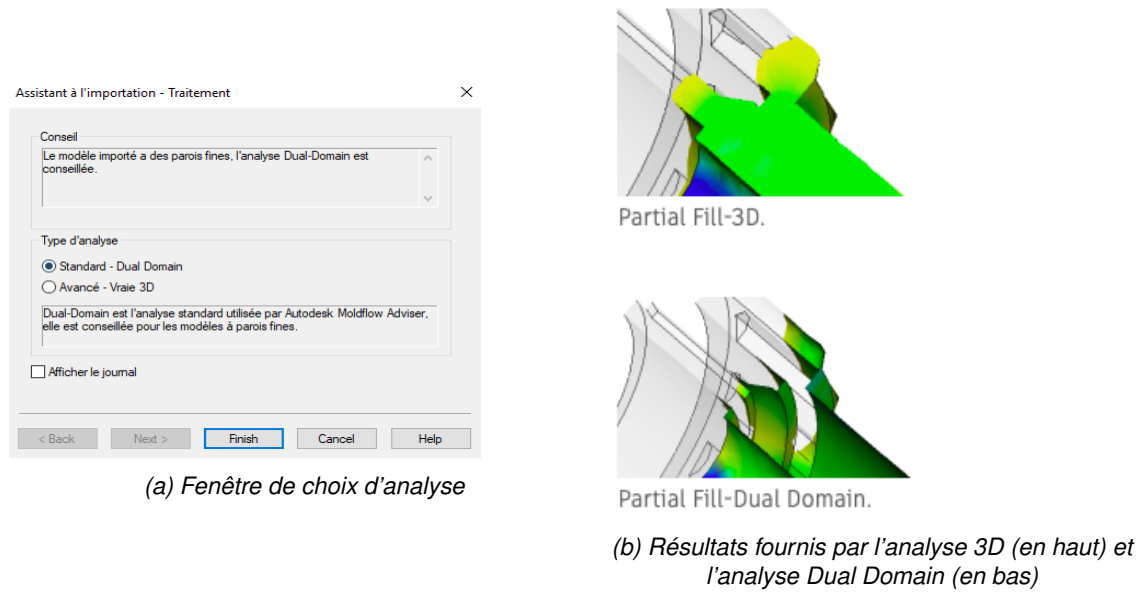 Assistant à l'importation - Traitement
Conseil
Le modèle importé a des parois fines, l'analyse Dual-Domain est
conseillée.
Type d'analyse
Standard - Dual Domain
Avancé - Vraie 3D
Dual-Domain est l'analyse standard utilisée par Autodesk Moldflow Adviser,
elle est conseillée pour les modèles à parois fines.
Afficher le journal
< Back Next > Finish Cancel Help
(a) Fenêtre de choix d'analyse
Partial Fill-3D.
Partial Fill-Dual Domain.
(b) Résultats fournis par l'analyse 3D (en haut) et
l'analyse Dual Domain (en bas)